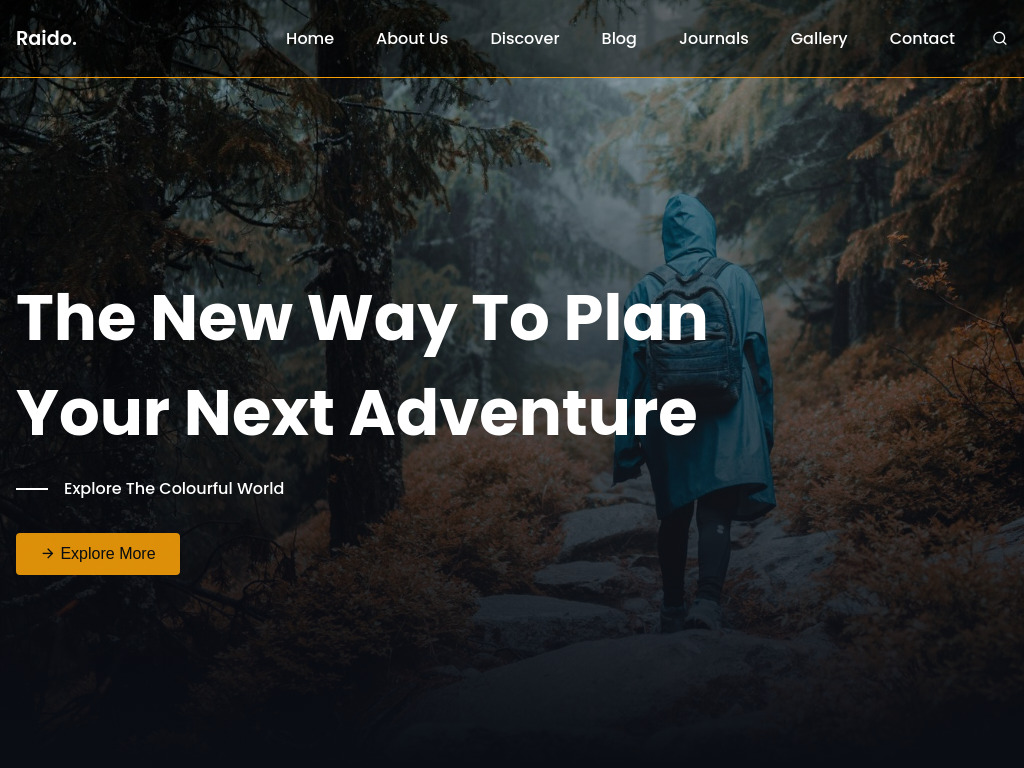 Raido.
Home About Us Discover Blog Journals Gallery Contact
The New Way To Plan
Your Next Adventure
Explore The Colourful World
Explore More